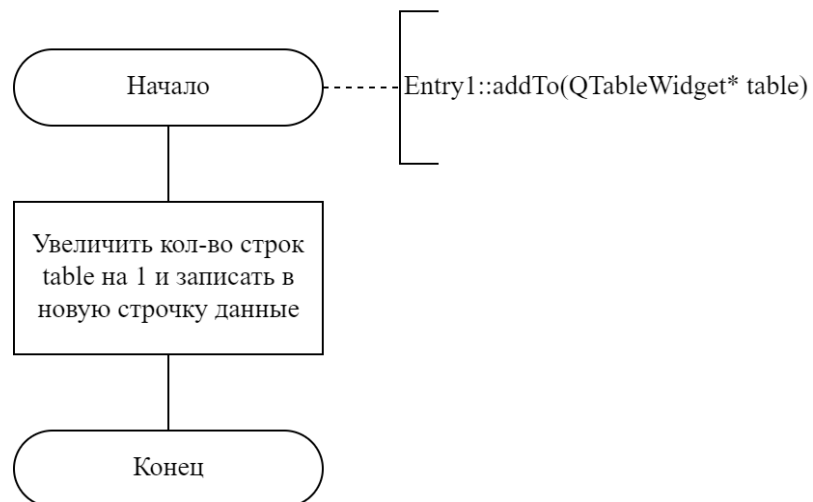 Начало
Entry1::addTo(QTableWidget* table)
Увеличить кол-во строк
table на 1 и записать в
новую строчку данные
Конец